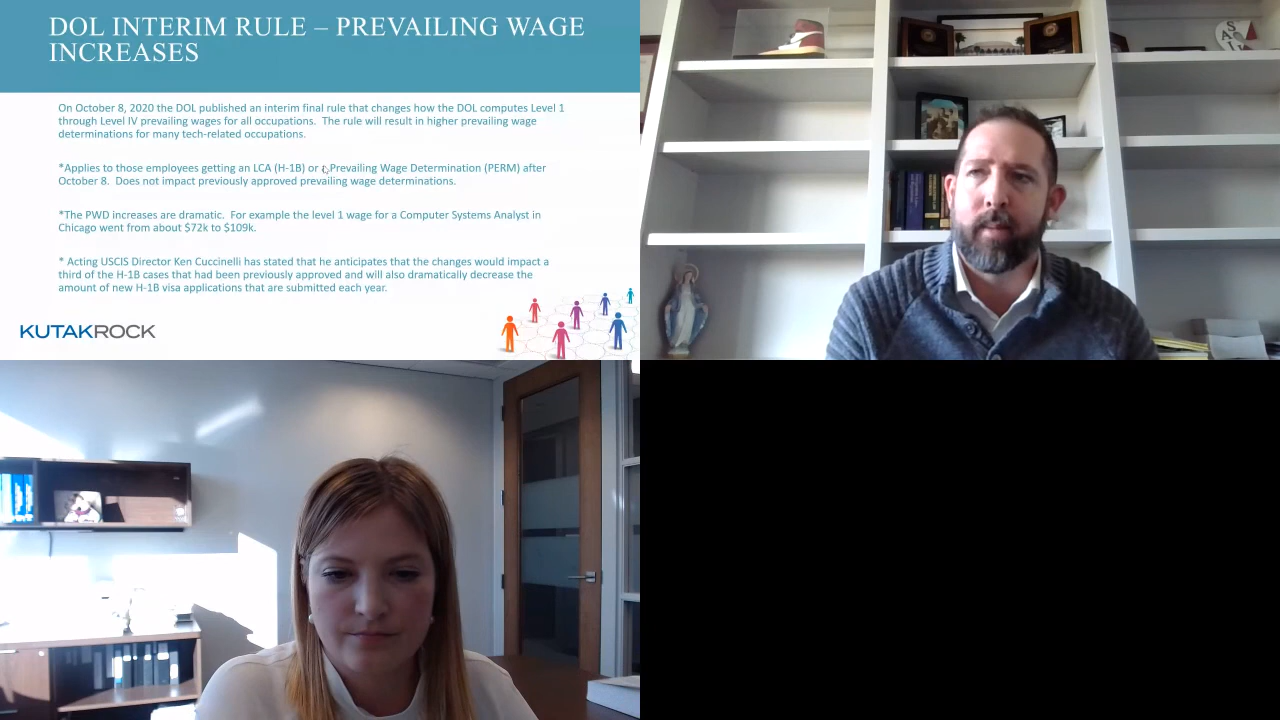 DOL INTERIM RULE – PREVAILING WAGE
INCREASES
On October 8, 2020 the DOL published an interim final rule that changes how the DOL computes Level 1
through Level IV prevailing wages for all occupations. The rule will result in higher prevailing wage
determinations for many tech-related occupations.
*Applies to those employees getting an LCA (H-1B) or Prevailing Wage Determination (PERM) after
October 8. Does not impact previously approved prevailing wage determinations.
*The PWD increases are dramatic. For example the level 1 wage for a Computer Systems Analyst in
Chicago went from about $72k to $109k.
* Acting USCIS Director Ken Cuccinelli has stated that he anticipates that the changes would impact a
third of the H-1B cases that had been previously approved and will also dramatically decrease the
amount of new H-1B visa applications that are submitted each year.
KUTAKROCK